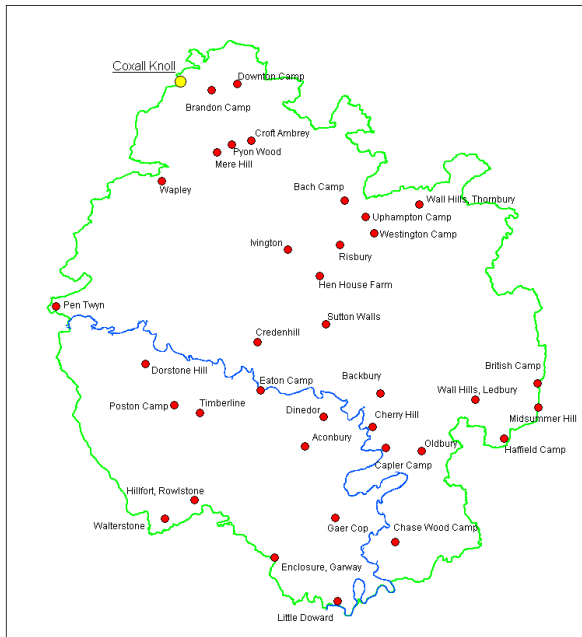 Coxall Knoll
Downton Camp
Brandon Camp
Croft Ambrey
Pyon Wood
Mere Hill
Wapley
Bach Camp
Wall Hills, Thornbury
Uphampton Camp
Westington Camp
Ivington
Risbury
Hen House Farm
Pen Twyn
Sutton Walls
Credenhill
Dorstone Hill
British Camp
Eaton Camp
Backbury
Wall Hills, Ledbury
Poston Camp
Timberline
Dinedor
Midsummer Hill
Cherry Hill
Aconbury
Oldbury
Haffield Camp
Capler Camp
Hillfort, Rowlstone
Walterstone
Gaer Cop
Chase Wood Camp
Enclosure, Garway
Little Doward